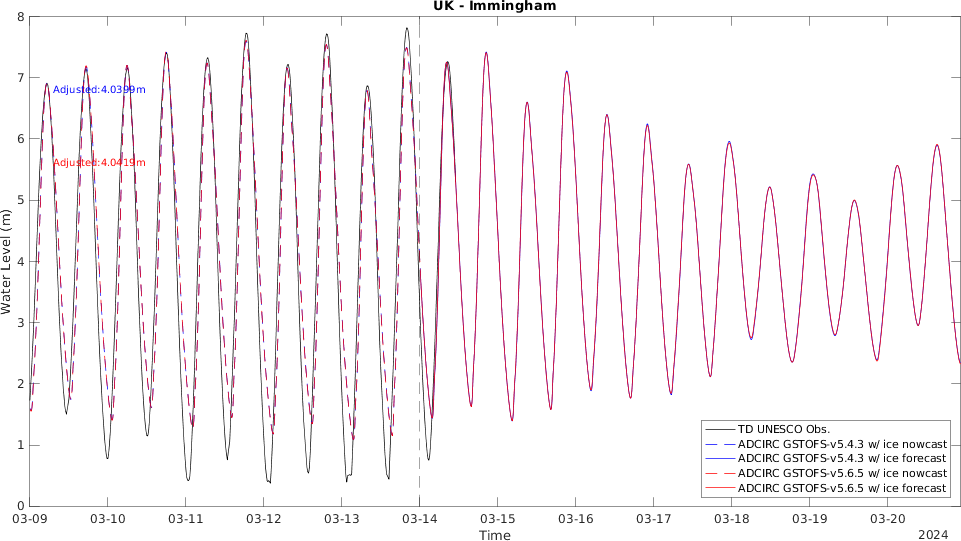 UK - Immingham
8
7
6
5
4
3
2
1
0
Water Level (m)
Adjusted:4.0399m
Adjusted:4.0419m
TD UNESCO Obs.
ADCIRC GSTOFS-v5.4.3 w/ ice nowcast
ADCIRC GSTOFS-v5.4.3 w/ ice forecast
ADCIRC GSTOFS-v5.6.5 w/ ice nowcast
ADCIRC GSTOFS-v5.6.5 w/ ice forecast
03-09 03-10 03-11 03-12 03-13 03-14 03-15 03-16 03-17 03-18 03-19 03-20
Time
2024